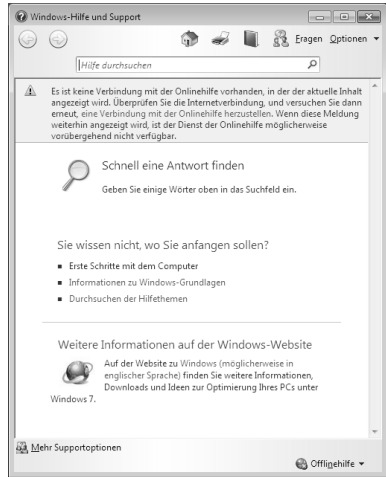 Windows-Hilfe und Support
Fragen Optionen
Hilfe durchsuchen
Es ist keine Verbindung mit der Onlinehilfe vorhanden, in der der aktuelle Inhalt
angezeigt wird. Überprüfen Sie die Internetverbindung, und versuchen Sie dann
erneut, eine Verbindung mit der Onlinehilfe herzustellen. Wenn diese Meldung
weiterhin angezeigt wird, ist der Dienst der Onlinehilfe möglicherweise
vorübergehend nicht verfügbar.
Schnell eine Antwort finden
Geben Sie einige Wörter oben in das Suchfeld ein.
Sie wissen nicht, wo Sie anfangen sollen?
Erste Schritte mit dem Computer
Informationen zu Windows-Grundlagen
Durchsuchen der Hilfethemen
Weitere Informationen auf der Windows-Website
Auf der Website zu Windows (möglicherweise in
englischer Sprache) finden Sie weitere Informationen,
Downloads und Ideen zur Optimierung Ihres PCs unter
Windows 7.
Mehr Supportoptionen
Offlinehilfe